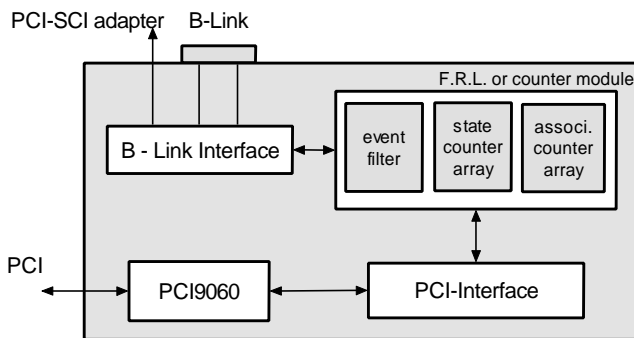 PCI-SCI adapter
B-Link
F.R.L. or counter module
B - Link Interface
event
filter
state
counter
array
associ.
counter
array
PCI
PCI9060
PCI-Interface